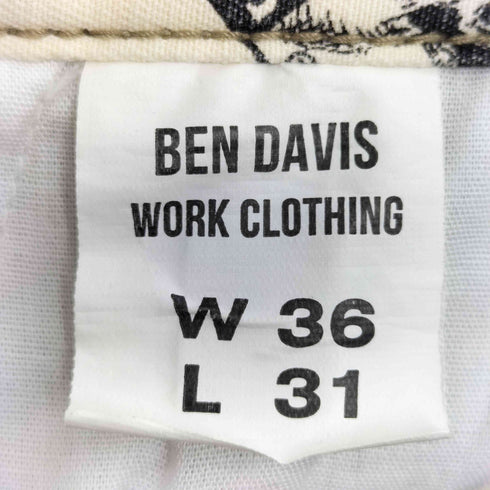 BEN DAVIS
WORK CLOTHING
W 36
L 31